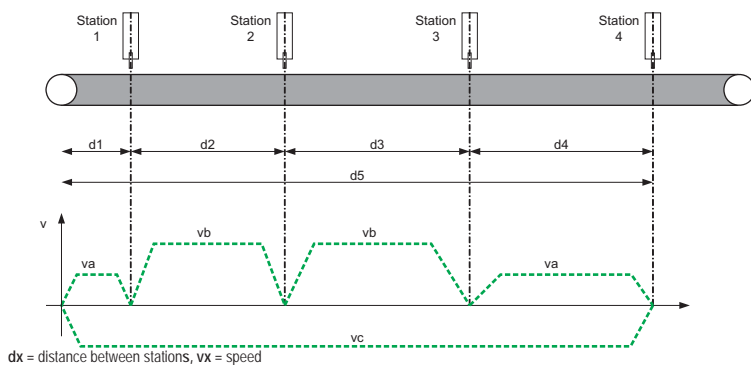 Station
1
Station
2
Station
3
Station
4
d1
d2
d3
d4
d5
v
vb
vb
va
va
vc
dx = distance between stations, vx = speed